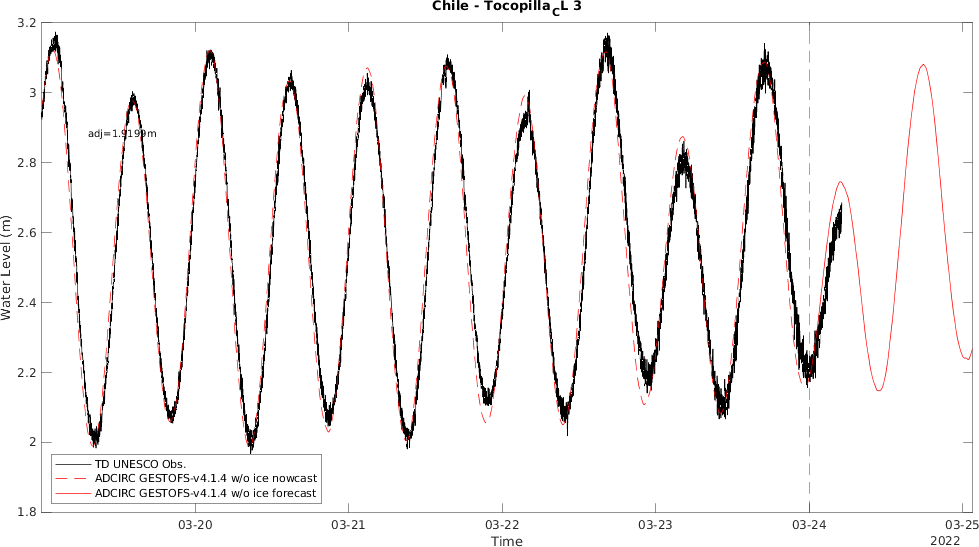 Chile - Tocopilla_CL 3
3.2
3
2.8
2.6
2.4
2.2
2
1.8
Water Level (m)
adj=1.9199m
TD UNESCO Obs.
ADCIRC GESTOFS-v4.1.4 w/o ice nowcast
ADCIRC GESTOFS-v4.1.4 w/o ice forecast
03-20
03-21
03-22
03-23
03-24
03-25
Time
2022